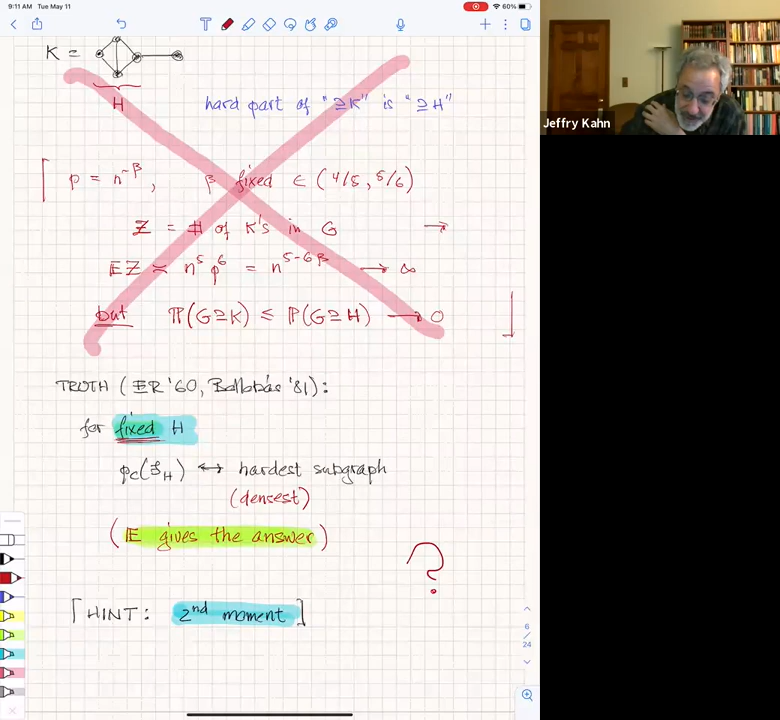 9:11 AM Tue May 11
60%
K =
H
hard part of "⊇K" is "⊇H"
p = n^-β, β fixed ∈ (4/5, 5/6)
Z = # of K's in G →
EZ ≍ n^5 p^6 = n^(5-6β) → ∞
but P(G⊇K) ≤ P(G⊇H) → 0
TRUTH (ER '60, Bollobás '81):
for fixed H
p_c(F_H) ↔ hardest subgraph
(densest)
(E gives the answer)
?
[HINT: 2nd moment]
6
/
24
Jeffry Kahn